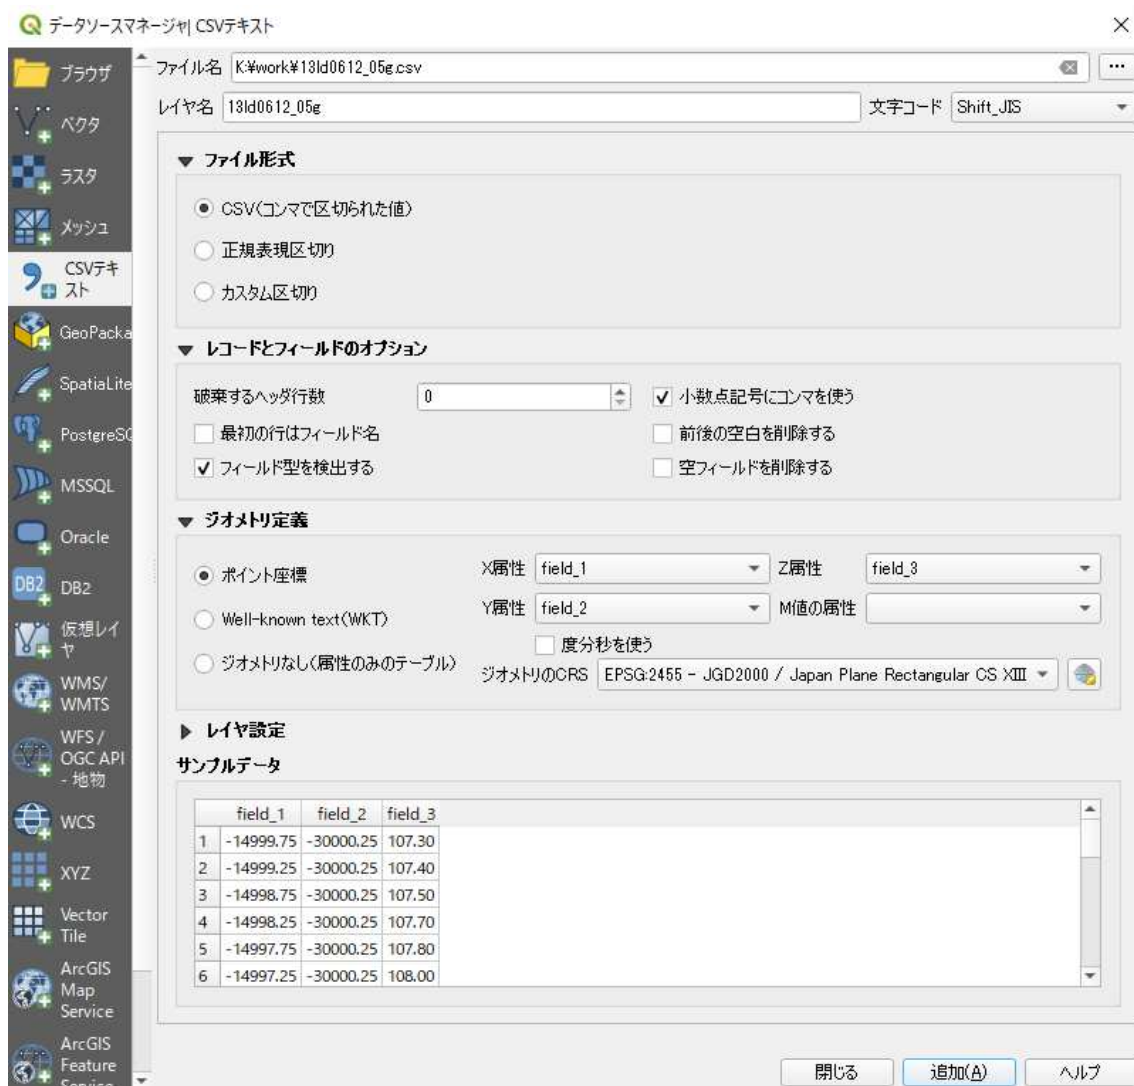 データソースマネージャ| CSVテキスト
ブラウザ
ベクタ
ラスタ
メッシュ
CSVテキ
スト
GeoPacka
SpatiaLite
PostgreSQ
MSSQL
Oracle
DB2
DB2
仮想レイ
ヤ
WMS/
WMTS
WFS /
OGC API
- 地物
WCS
XYZ
Vector
Tile
ArcGIS
Map
Service
ArcGIS
Feature
ファイル名 K:¥work¥13ld0612_05g.csv ...
レイヤ名 13ld0612_05g 文字コード Shift_JIS
ファイル形式
CSV(コンマで区切られた値)
正規表現区切り
カスタム区切り
レコードとフィールドのオプション
破棄するヘッダ行数 0 小数点記号にコンマを使う
最初の行はフィールド名 前後の空白を削除する
フィールド型を検出する 空フィールドを削除する
ジオメトリ定義
ポイント座標 X属性 field_1 Z属性 field_3
Well-known text(WKT) Y属性 field_2 M値の属性
度分秒を使う
ジオメトリなし(属性のみのテーブル) ジオメトリのCRS EPSG:2455 - JGD2000 / Japan Plane Rectangular CS XIII
レイヤ設定
サンプルデータ
field_1 field_2 field_3
1 -14999.75 -30000.25 107.30
2 -14999.25 -30000.25 107.40
3 -14998.75 -30000.25 107.50
4 -14998.25 -30000.25 107.70
5 -14997.75 -30000.25 107.80
6 -14997.25 -30000.25 108.00
閉じる 追加(A) ヘルプ